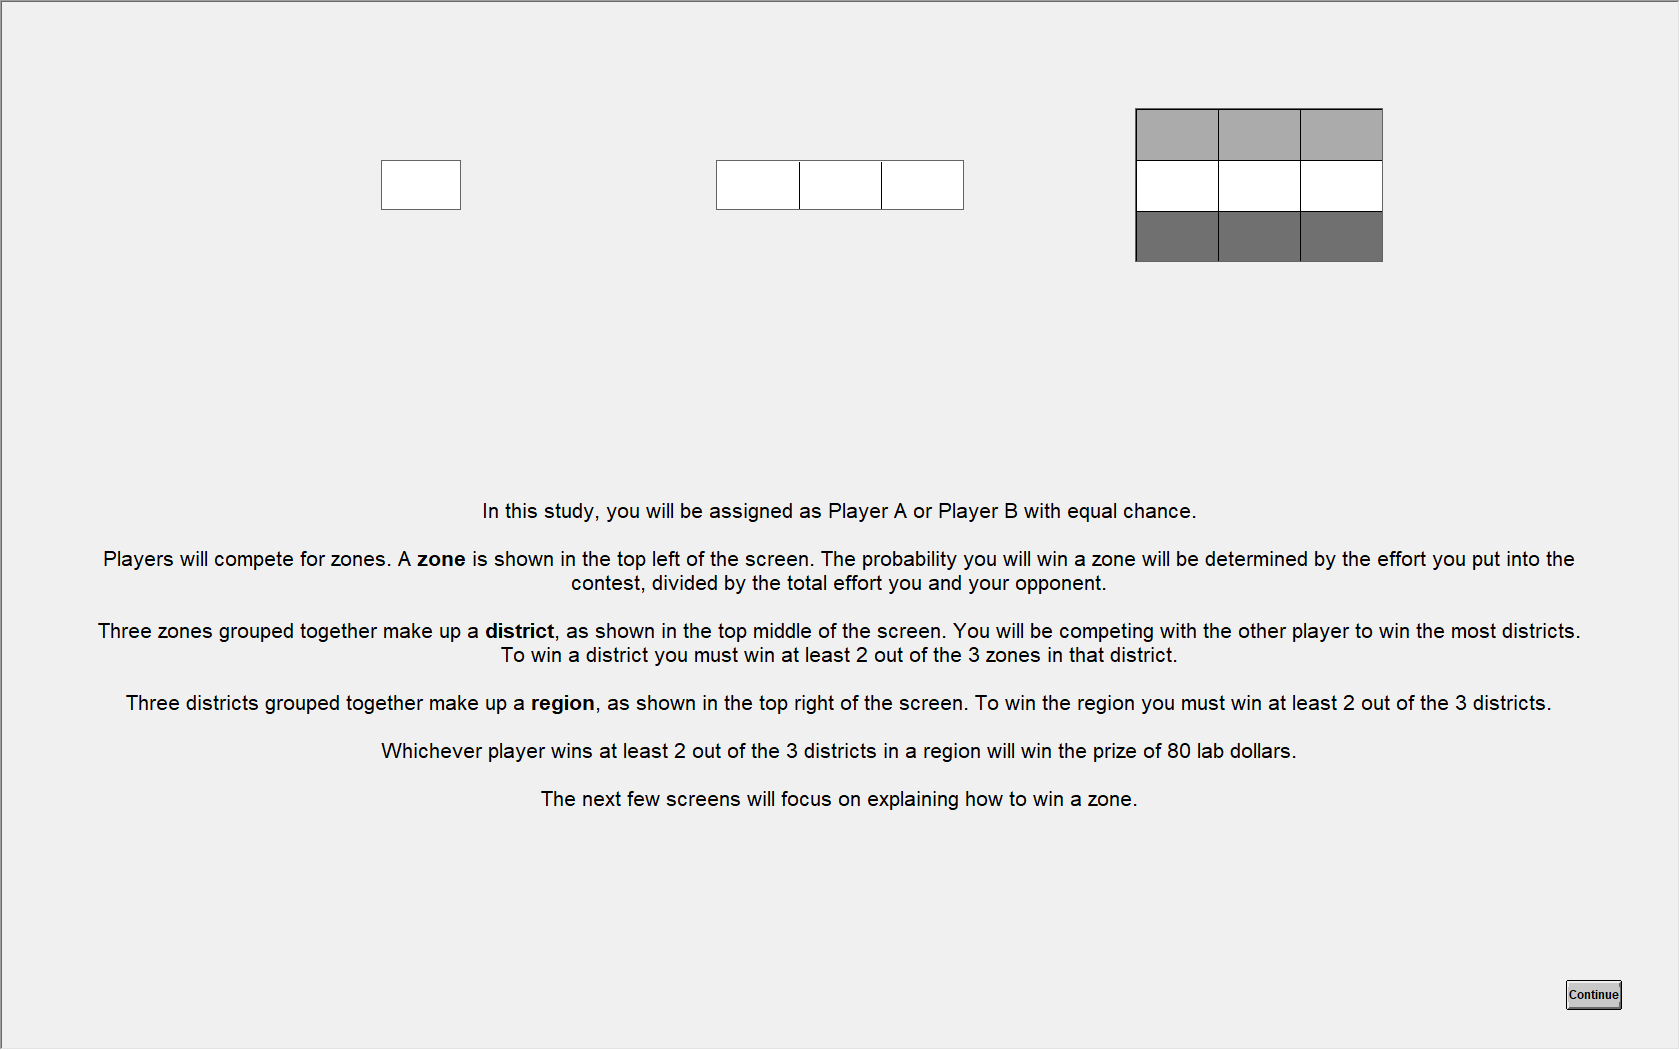 In this study, you will be assigned as Player A or Player B with equal chance.
Players will compete for zones. A zone is shown in the top left of the screen. The probability you will win a zone will be determined by the effort you put into the
contest, divided by the total effort you and your opponent.
Three zones grouped together make up a district, as shown in the top middle of the screen. You will be competing with the other player to win the most districts.
To win a district you must win at least 2 out of the 3 zones in that district.
Three districts grouped together make up a region, as shown in the top right of the screen. To win the region you must win at least 2 out of the 3 districts.
Whichever player wins at least 2 out of the 3 districts in a region will win the prize of 80 lab dollars.
The next few screens will focus on explaining how to win a zone.
Continue